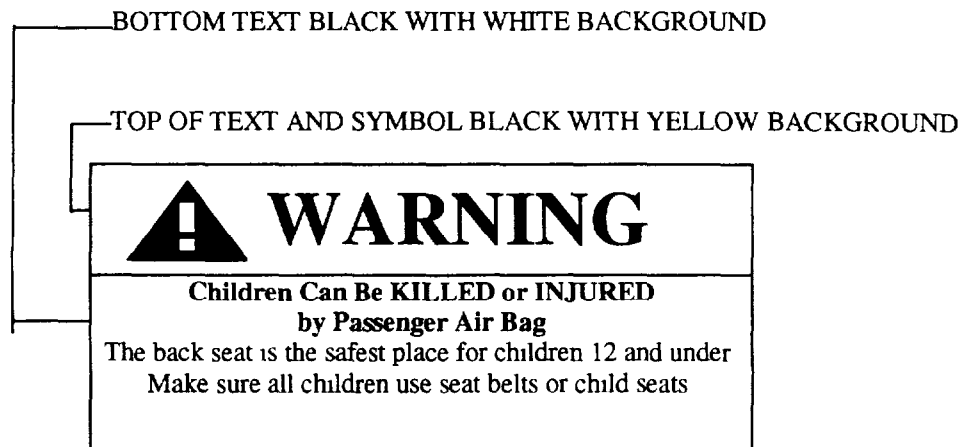 BOTTOM TEXT BLACK WITH WHITE BACKGROUND
TOP OF TEXT AND SYMBOL BLACK WITH YELLOW BACKGROUND
! WARNING
Children Can Be KILLED or INJURED
by Passenger Air Bag
The back seat is the safest place for children 12 and under
Make sure all children use seat belts or child seats